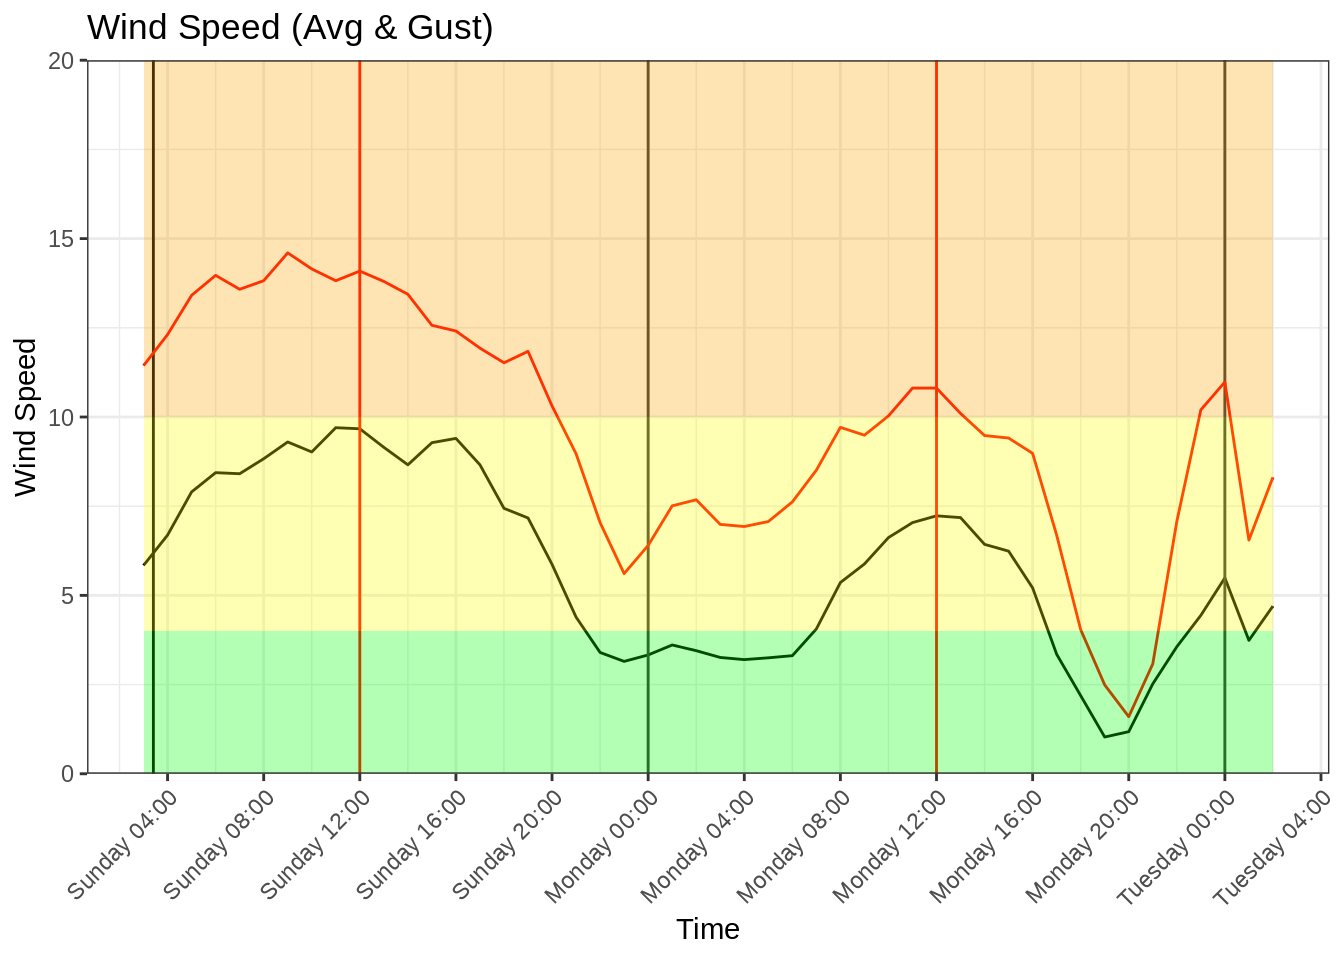 Wind Speed (Avg & Gust)
20
15
10
5
0
Wind Speed
Sunday 04:00
Sunday 08:00
Sunday 12:00
Sunday 16:00
Sunday 20:00
Monday 00:00
Monday 04:00
Monday 08:00
Monday 12:00
Monday 16:00
Monday 20:00
Tuesday 00:00
Tuesday 04:00
Time